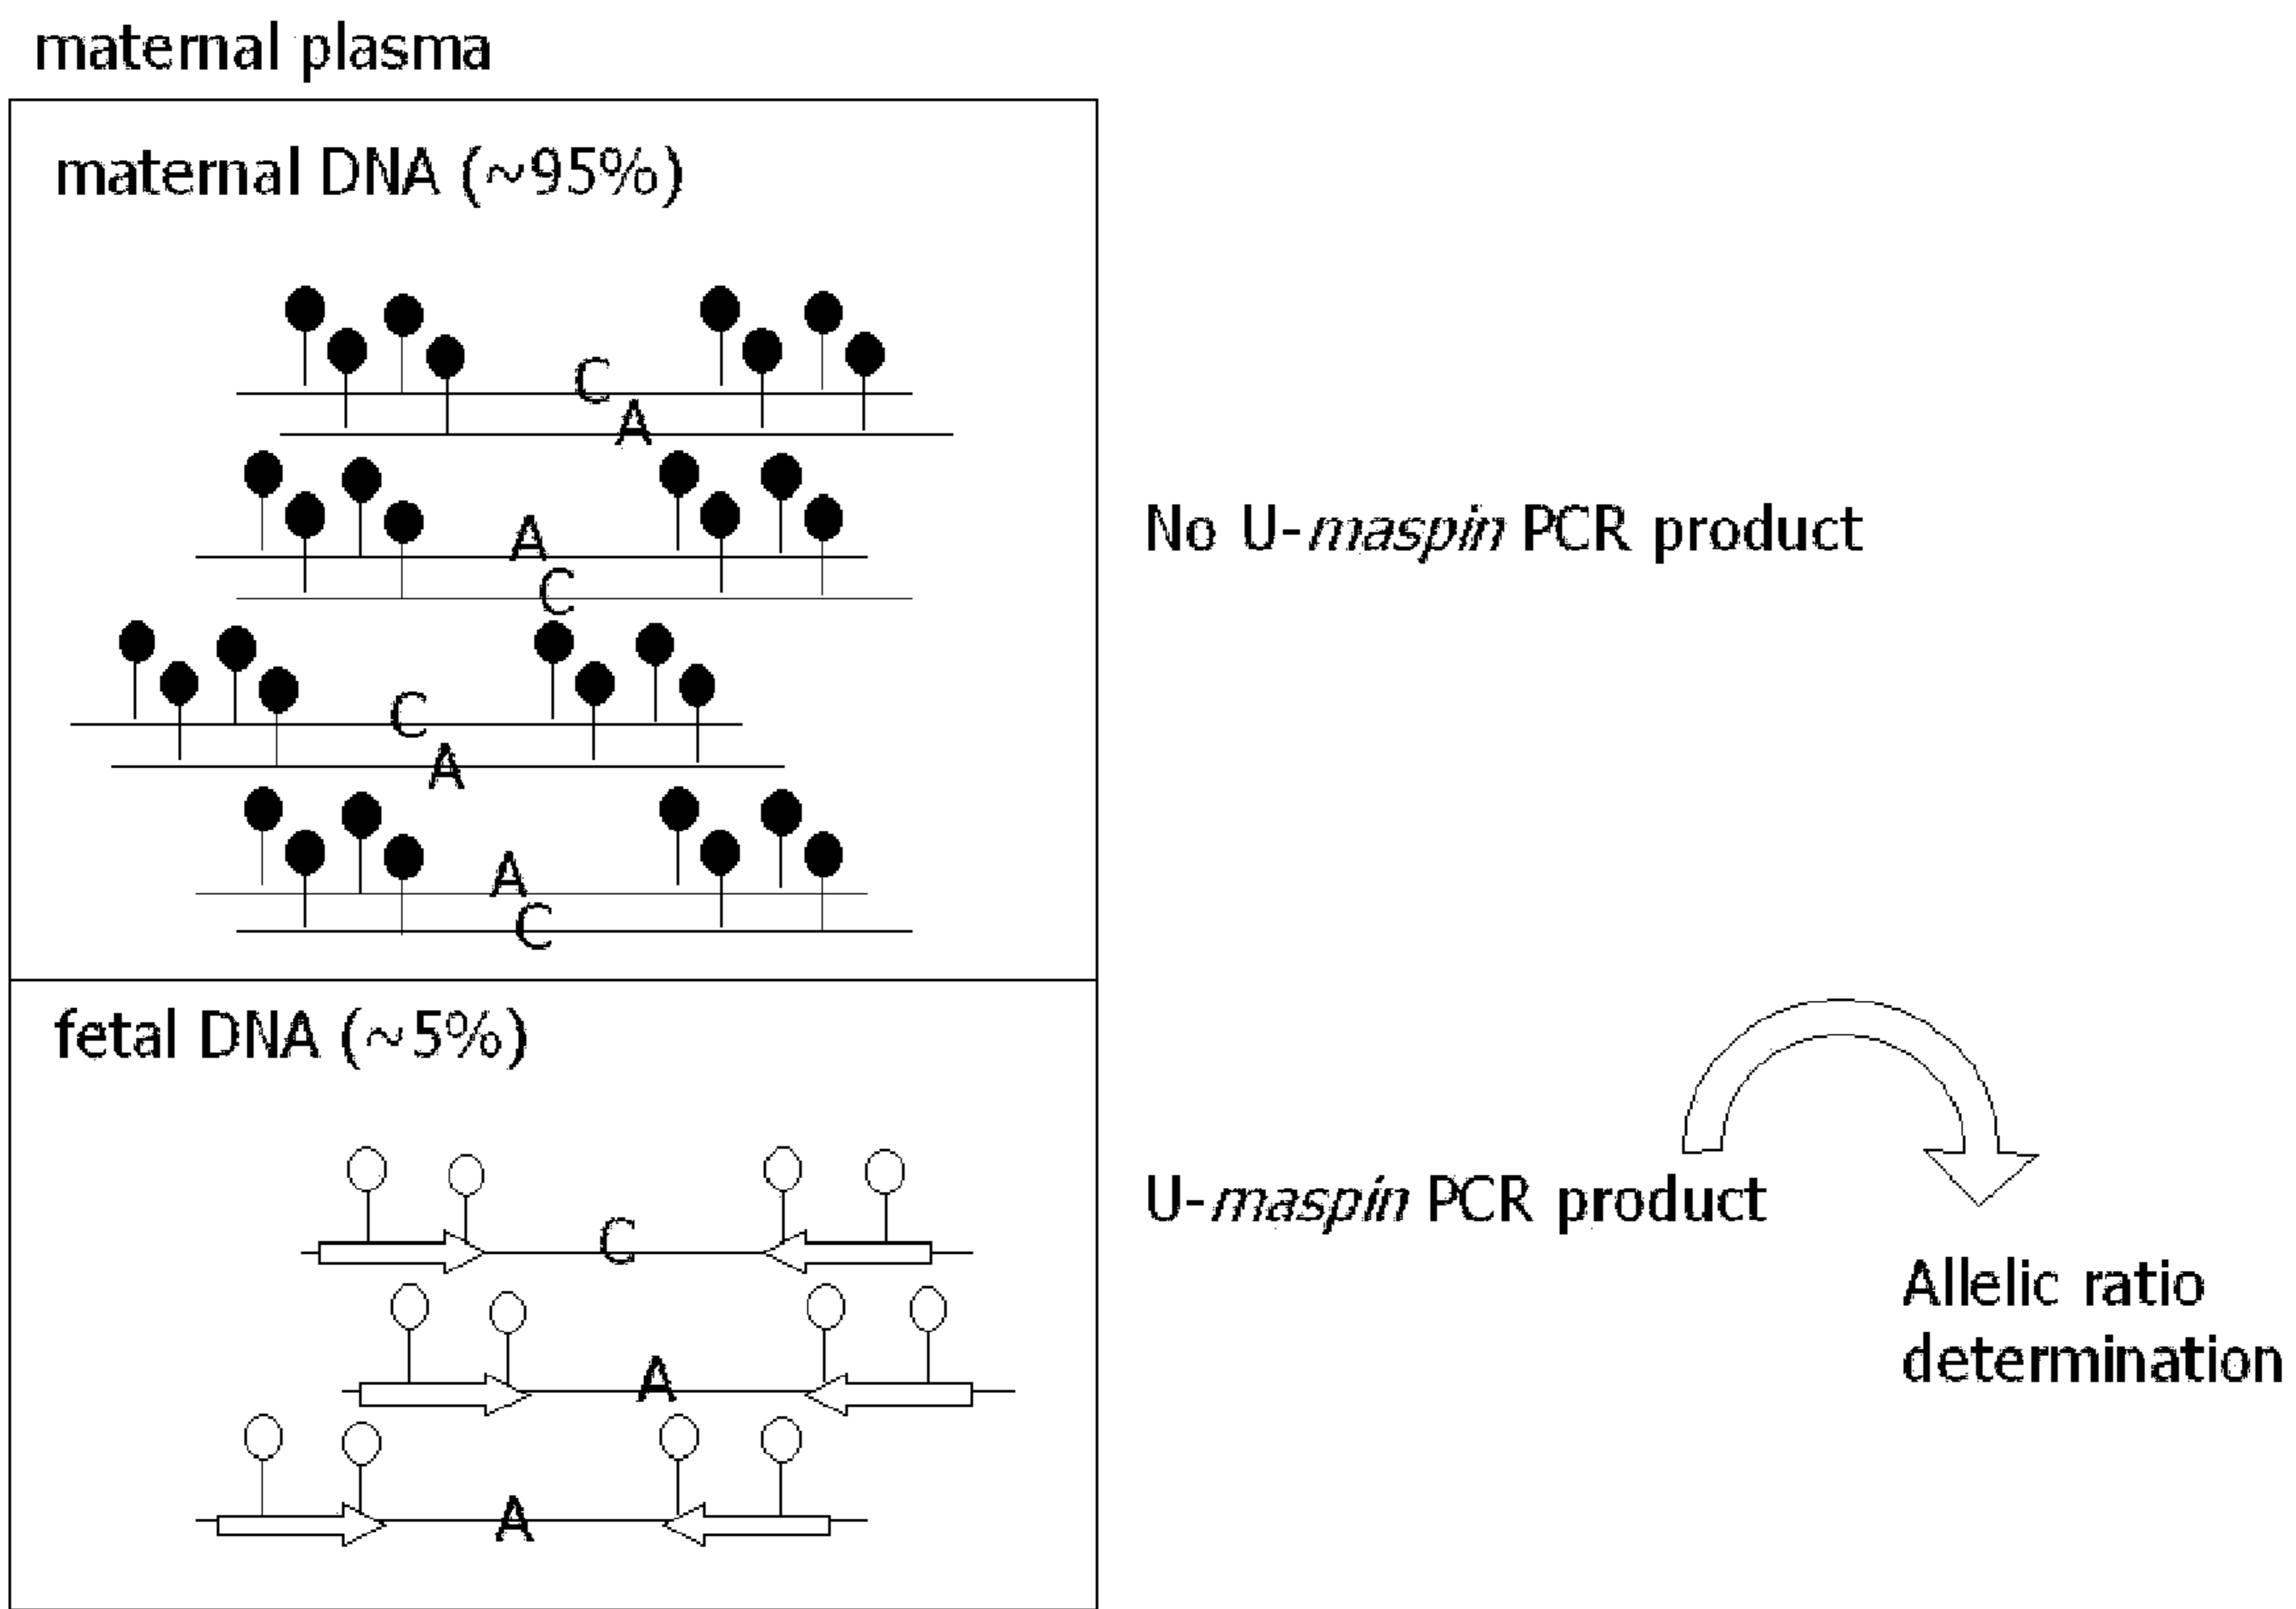 maternal plasma
maternal DNA (~95%)
C
A
A
C
No U-maspin PCR product
C
A
A
C
fetal DNA (~5%)
C
U-maspin PCR product
Allelic ratio
determination
A
A